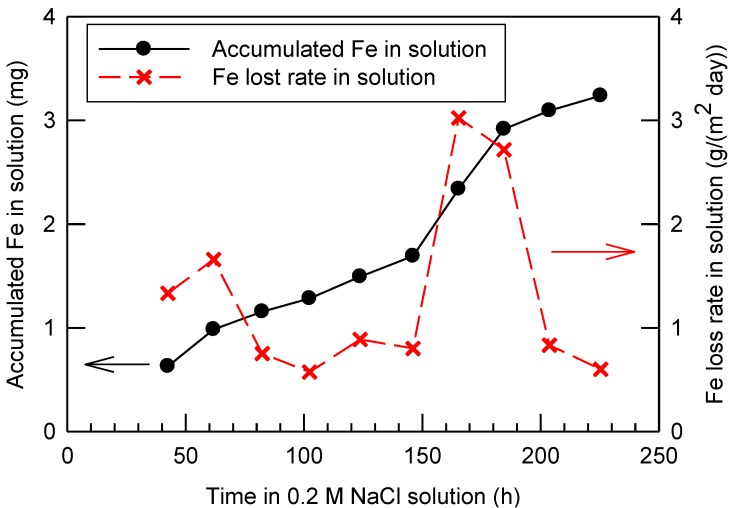 4
3
2
1
0
Accumulated Fe in solution (mg)
Accumulated Fe in solution
Fe lost rate in solution
4
3
2
1
0
Fe loss rate in solution (g/(m² day))
0 50 100 150 200 250
Time in 0.2 M NaCl solution (h)